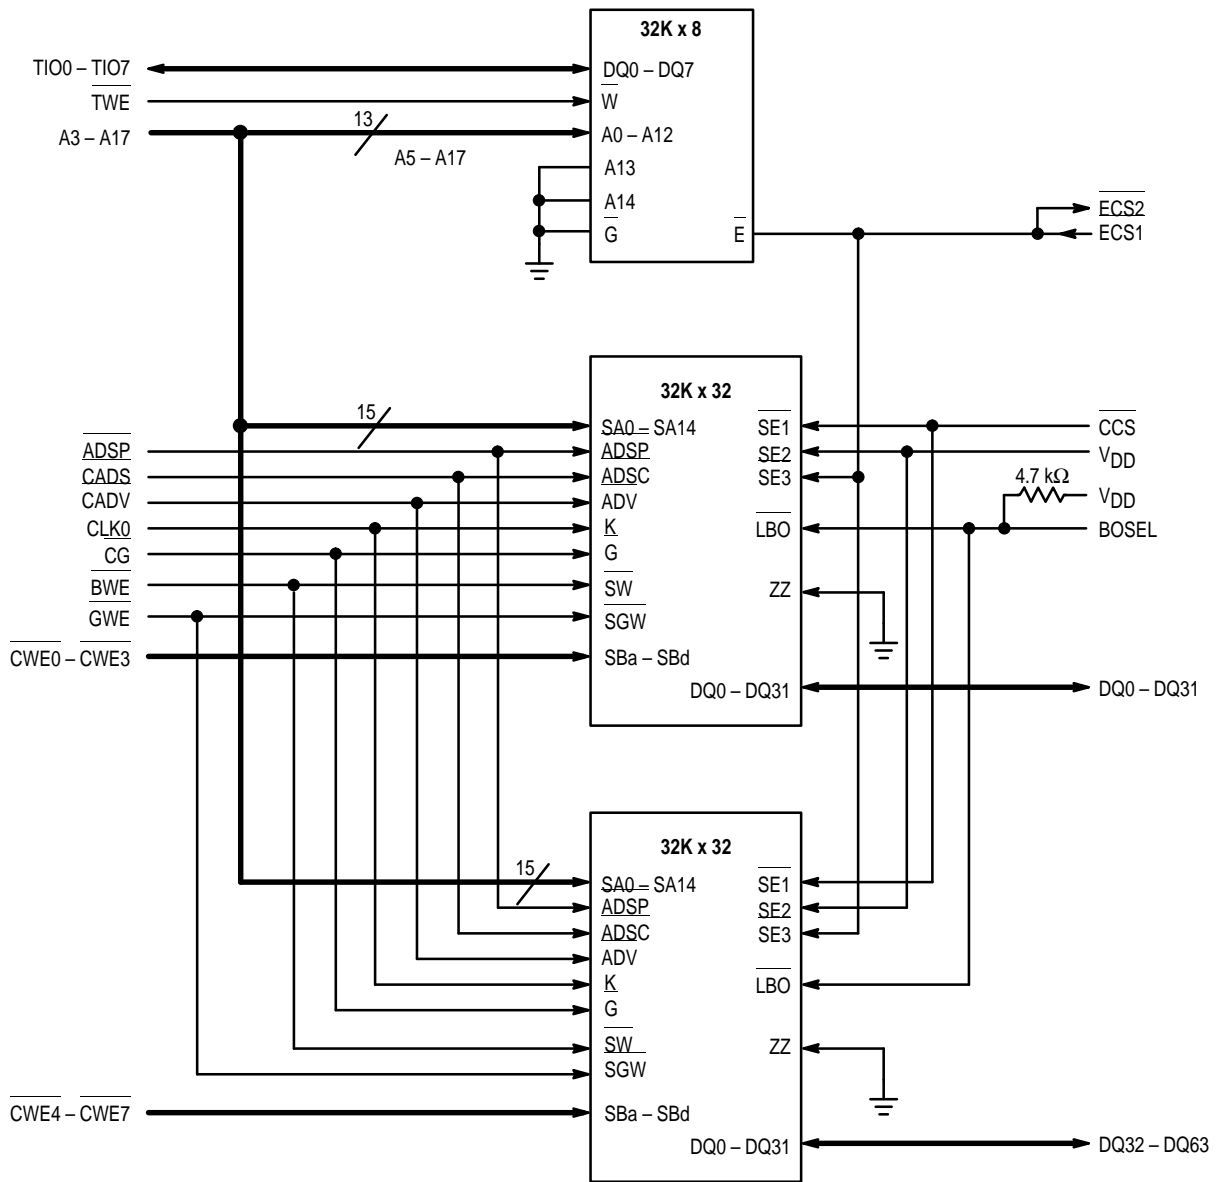 32K x 8
TIO0 – TIO7
DQ0 – DQ7
TWE
W
A3 – A17
13
A5 – A17
A0 – A12
A13
A14
G
E
ECS2
ECS1
32K x 32
15
SA0 – SA14
SE1
CCS
ADSP
ADSP
SE2
VDD
CADS
ADSC
SE3
4.7 kΩ
CADV
ADV
VDD
CLK0
K
LBO
BOSEL
CG
G
BWE
SW
ZZ
GWE
SGW
CWE0 – CWE3
SBa – SBd
DQ0 – DQ31
DQ0 – DQ31
32K x 32
15
SA0 – SA14
SE1
ADSP
SE2
ADSC
SE3
ADV
K
LBO
G
SW
ZZ
SGW
CWE4 – CWE7
SBa – SBd
DQ0 – DQ31
DQ32 – DQ63